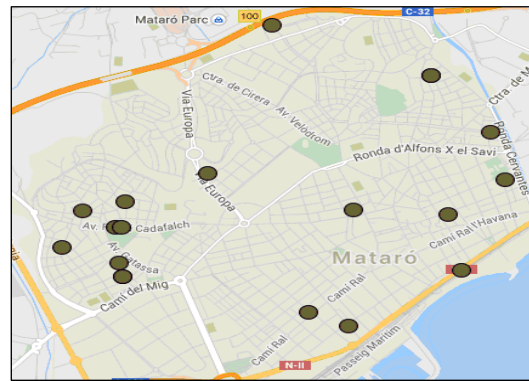 C-32
100
Mataró Parc
Ctra. de Cirera - Av. Velòdrom
Ctra. de M
Via Europa
Ronda d'Alfons X el Savi
Ronda Cervantes
Europa
Av. Cadafalch
Camí Ral
l'Havana
Av. Gatassa
Mataró
Camí del Mig
Camí Ral
Camí Ral
Passeig Marítim
N-II